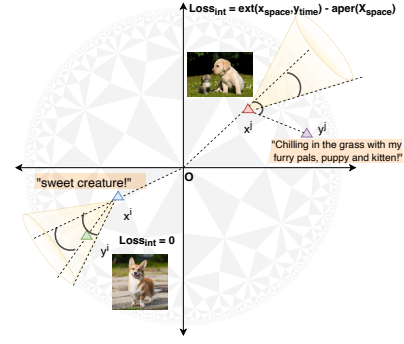 Loss_int = ext(x_space,y_time) - aper(X_space)
x^j
y^j
"Chilling in the grass with my
furry pals, puppy and kitten!"
O
"sweet creature!"
x^i
y^i
Loss_int = 0